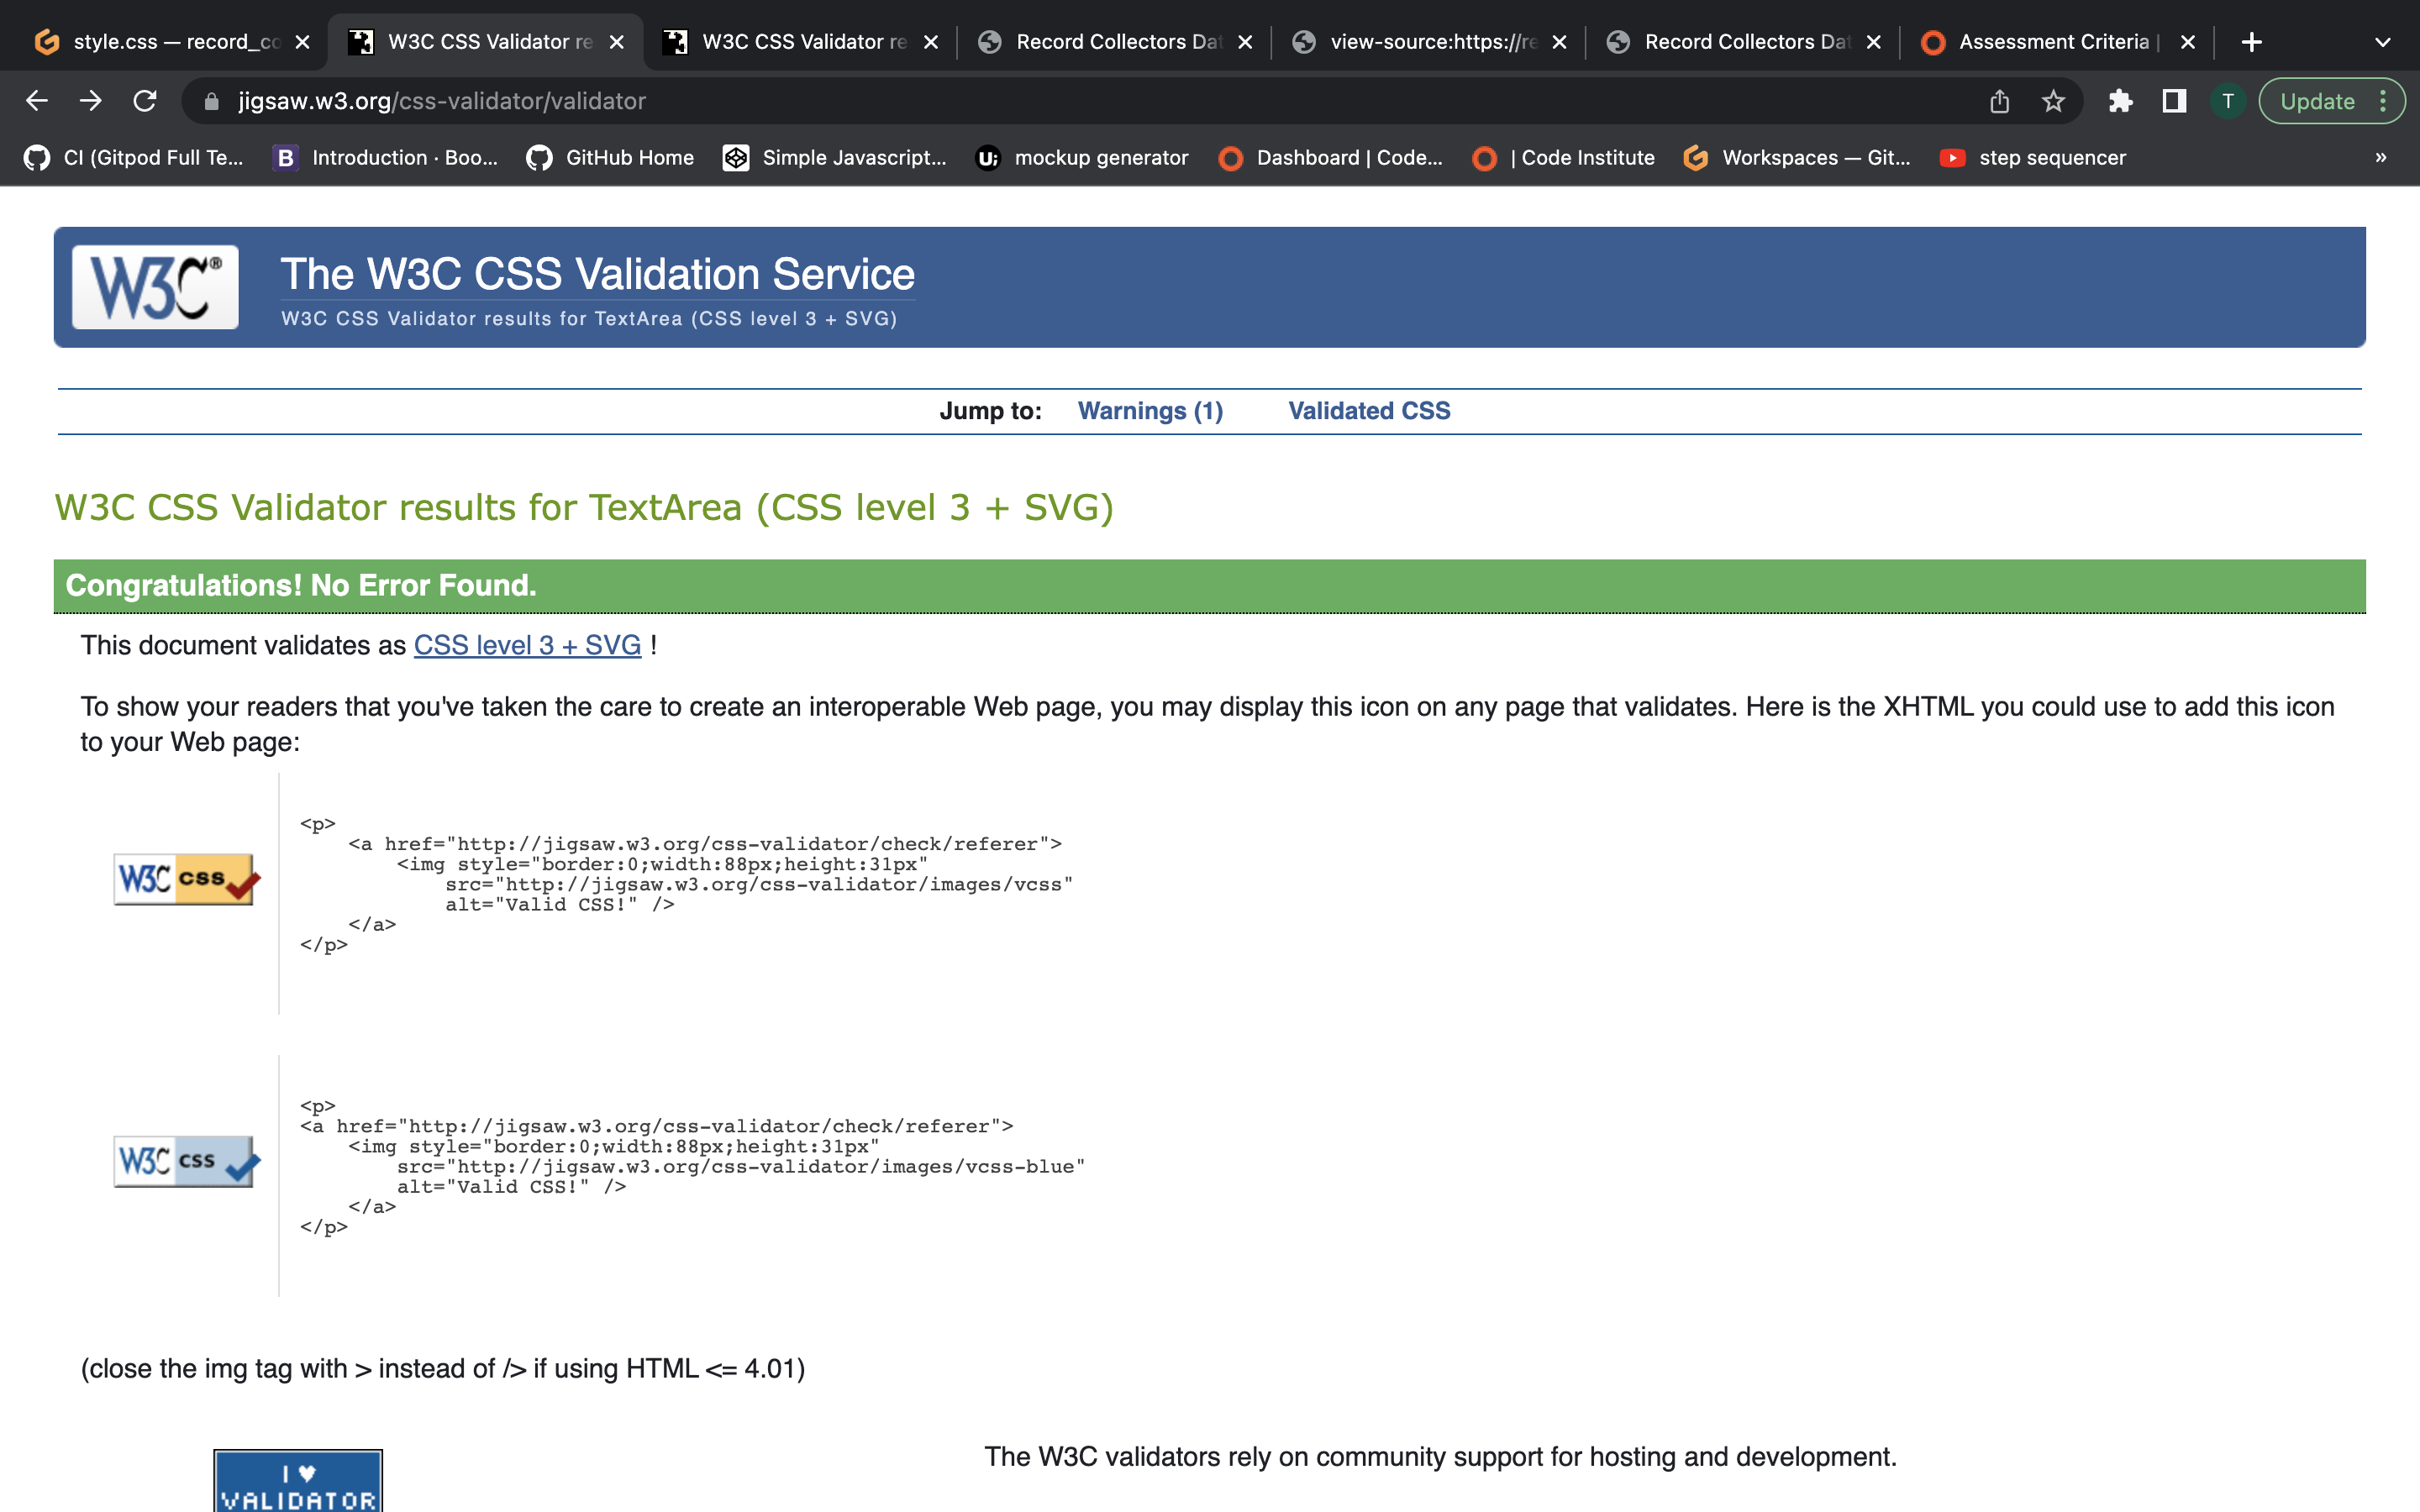 style.css — record_co
W3C CSS Validator re
W3C CSS Validator re
Record Collectors Dat
view-source:https://re
Record Collectors Dat
Assessment Criteria |
jigsaw.w3.org/css-validator/validator
T
Update
CI (Gitpod Full Te...
B
Introduction · Boo...
GitHub Home
Simple Javascript...
Ui
mockup generator
Dashboard | Code...
| Code Institute
Workspaces — Git...
step sequencer
»
W3C®
The W3C CSS Validation Service
W3C CSS Validator results for TextArea (CSS level 3 + SVG)
Jump to: Warnings (1) Validated CSS
W3C CSS Validator results for TextArea (CSS level 3 + SVG)
Congratulations! No Error Found.
This document validates as CSS level 3 + SVG !
To show your readers that you've taken the care to create an interoperable Web page, you may display this icon on any page that validates. Here is the XHTML you could use to add this icon
to your Web page:
W3C css
<p>
<a href="http://jigsaw.w3.org/css-validator/check/referer">
<img style="border:0;width:88px;height:31px"
src="http://jigsaw.w3.org/css-validator/images/vcss"
alt="Valid CSS!" />
</a>
</p>
W3C css
<p>
<a href="http://jigsaw.w3.org/css-validator/check/referer">
<img style="border:0;width:88px;height:31px"
src="http://jigsaw.w3.org/css-validator/images/vcss-blue"
alt="Valid CSS!" />
</a>
</p>
(close the img tag with > instead of /> if using HTML <= 4.01)
I ♥
VALIDATOR
The W3C validators rely on community support for hosting and development.